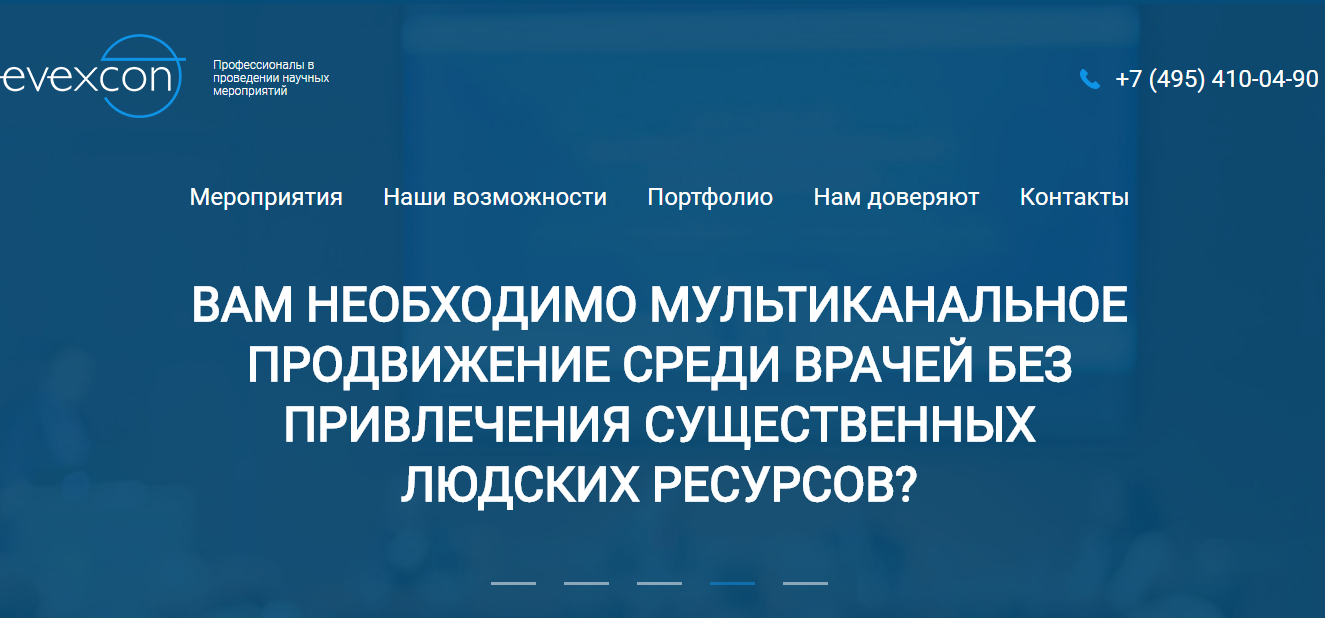 evexcon
Профессионалы в
проведении научных
мероприятий
+7 (495) 410-04-90
Мероприятия Наши возможности Портфолио Нам доверяют Контакты
ВАМ НЕОБХОДИМО МУЛЬТИКАНАЛЬНОЕ
ПРОДВИЖЕНИЕ СРЕДИ ВРАЧЕЙ БЕЗ
ПРИВЛЕЧЕНИЯ СУЩЕСТВЕННЫХ
ЛЮДСКИХ РЕСУРСОВ?